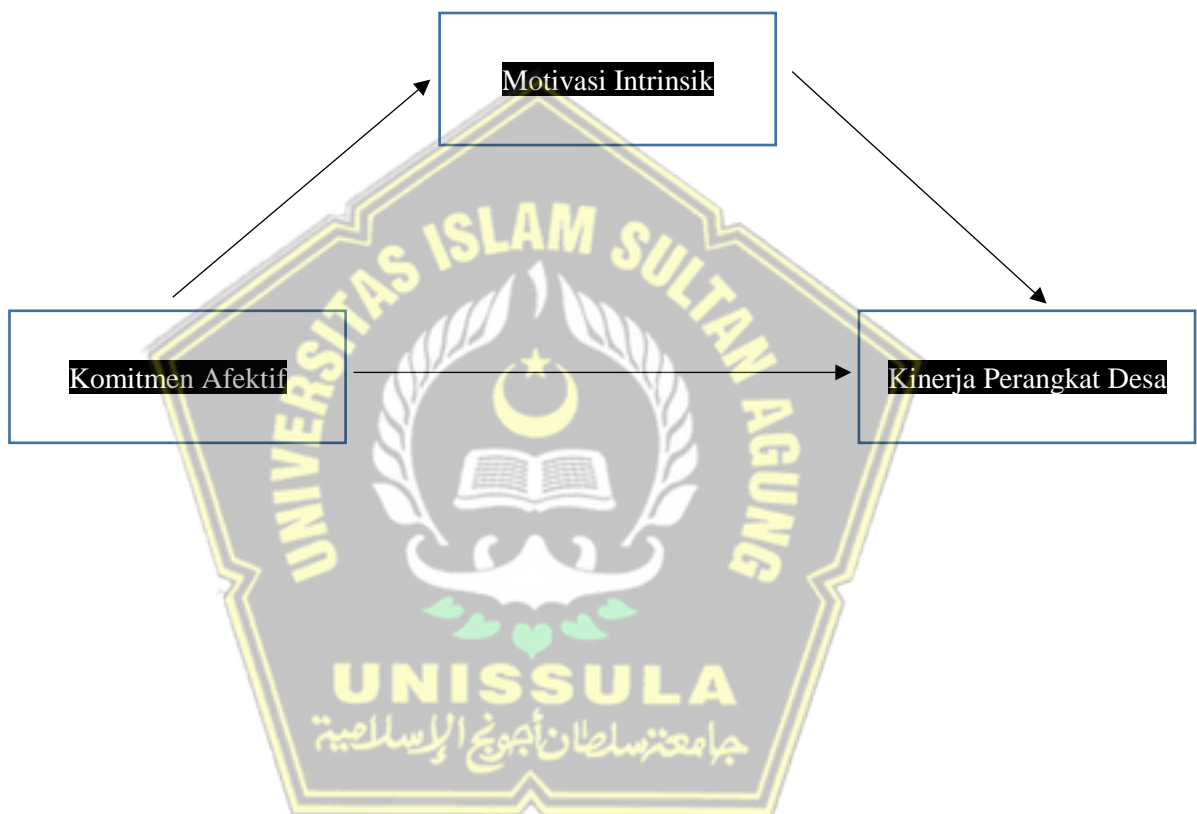 Motivasi Intrinsik
UNIVERSITAS ISLAM SULTAN AGUNG
Komitmen Afektif
Kinerja Perangkat Desa
UNISSULA
جامعة سلطان أجونج الإسلامية